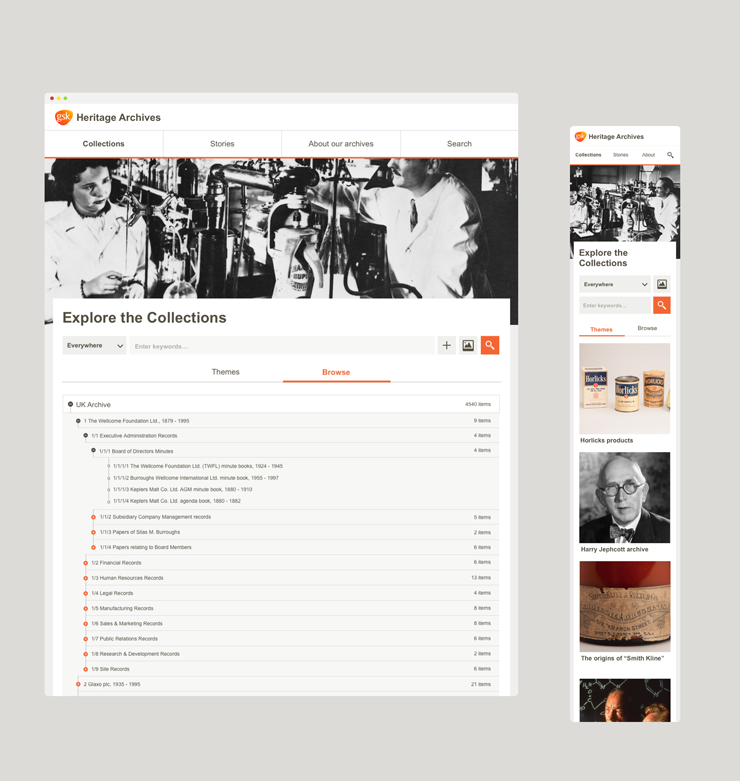 gsk Heritage Archives
Collections Stories About our archives Search
Explore the Collections
Everywhere Enter keywords...
Themes Browse
UK Archive 4540 items
1 The Wellcome Foundation Ltd., 1879 - 1995 9 items
1/1 Executive Administration Records 4 items
1/1/1 Board of Directors Minutes 4 items
1/1/1/1 The Wellcome Foundation Ltd. (TWFL) minute books, 1924 - 1945
1/1/1/2 Burroughs Wellcome International Ltd. minute book, 1955 - 1997
1/1/1/3 Keplers Malt Co. Ltd. AGM minute book, 1880 - 1910
1/1/1/4 Keplers Malt Co. Ltd. agenda book, 1880 - 1882
1/1/2 Subsidiary Company Management records 5 items
1/1/3 Papers of Silas M. Burroughs 2 items
1/1/4 Papers relating to Board Members 6 items
1/2 Financial Records 6 items
1/3 Human Resources Records 13 items
1/4 Legal Records 4 items
1/5 Manufacturing Records 8 items
1/6 Sales & Marketing Records 8 items
1/7 Public Relations Records 6 items
1/8 Research & Development Records 2 items
1/9 Site Records 6 items
2 Glaxo plc. 1935 - 1995 21 items
gsk Heritage Archives
Collections Stories About
Explore the
Collections
Everywhere
Enter keywords...
Themes Browse
Horlicks Horlicks HORLICKS
Horlicks products
Harry Jephcott archive
ARCH STREET
The origins of “Smith Kline”